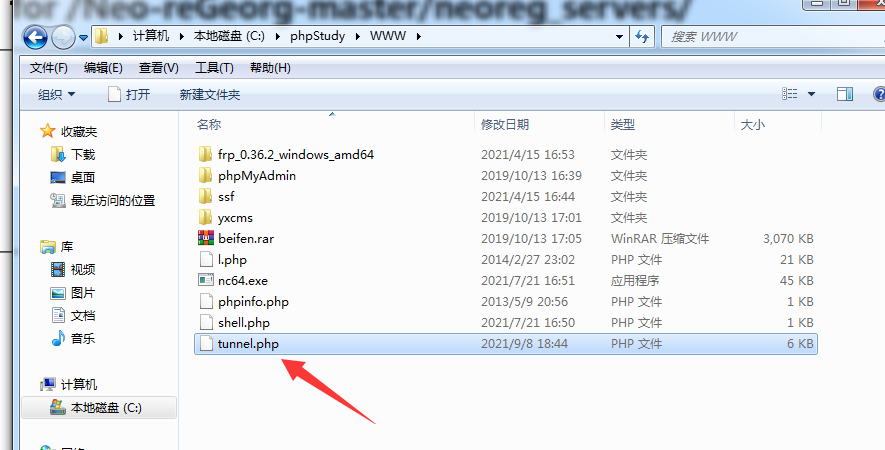 for /Neo-reGeorg-master/neoreg_servers/
计算机 本地磁盘 (C:) phpStudy WWW 搜索 WWW
文件(F) 编辑(E) 查看(V) 工具(T) 帮助(H)
组织 打开 新建文件夹
名称 修改日期 类型 大小
收藏夹
下载
桌面
最近访问的位置
库
视频
图片
文档
音乐
计算机
本地磁盘 (C:)
frp_0.36.2_windows_amd64 2021/4/15 16:53 文件夹
phpMyAdmin 2019/10/13 16:39 文件夹
ssf 2021/4/15 16:44 文件夹
yxcms 2019/10/13 17:01 文件夹
beifen.rar 2019/10/13 17:05 WinRAR 压缩文件 3,070 KB
l.php 2014/2/27 23:02 PHP 文件 21 KB
nc64.exe 2021/7/21 16:51 应用程序 45 KB
phpinfo.php 2013/5/9 20:56 PHP 文件 1 KB
shell.php 2021/7/21 16:50 PHP 文件 1 KB
tunnel.php 2021/9/8 18:44 PHP 文件 6 KB